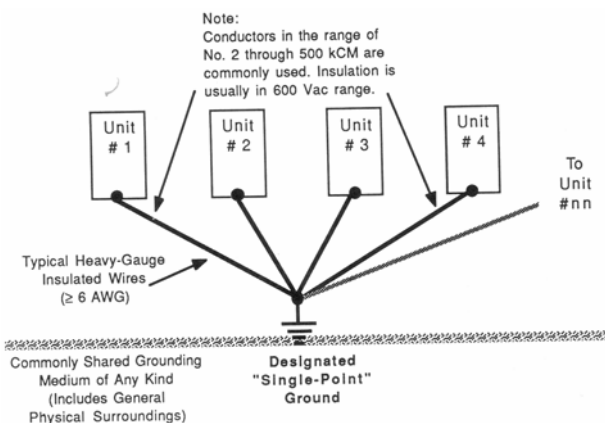 Note:
Conductors in the range of
No. 2 through 500 kCM are
commonly used. Insulation is
usually in 600 Vac range.
Unit
# 1
Unit
# 2
Unit
# 3
Unit
# 4
To
Unit
#nn
Typical Heavy-Gauge
Insulated Wires
(≥ 6 AWG)
Commonly Shared Grounding
Medium of Any Kind
(Includes General
Physical Surroundings)
Designated
"Single-Point"
Ground